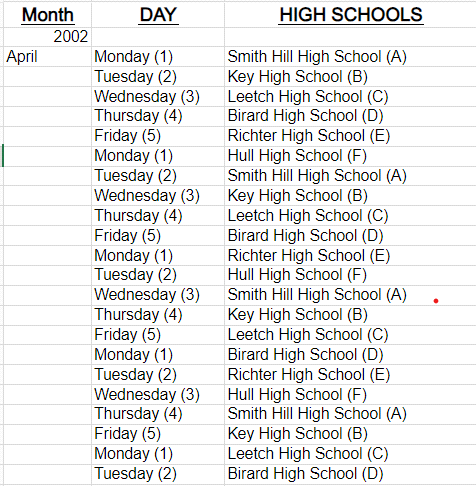 Month DAY HIGH SCHOOLS
2002
April Monday (1) Smith Hill High School (A)
Tuesday (2) Key High School (B)
Wednesday (3) Leetch High School (C)
Thursday (4) Birard High School (D)
Friday (5) Richter High School (E)
Monday (1) Hull High School (F)
Tuesday (2) Smith Hill High School (A)
Wednesday (3) Key High School (B)
Thursday (4) Leetch High School (C)
Friday (5) Birard High School (D)
Monday (1) Richter High School (E)
Tuesday (2) Hull High School (F)
Wednesday (3) Smith Hill High School (A)
Thursday (4) Key High School (B)
Friday (5) Leetch High School (C)
Monday (1) Birard High School (D)
Tuesday (2) Richter High School (E)
Wednesday (3) Hull High School (F)
Thursday (4) Smith Hill High School (A)
Friday (5) Key High School (B)
Monday (1) Leetch High School (C)
Tuesday (2) Birard High School (D)